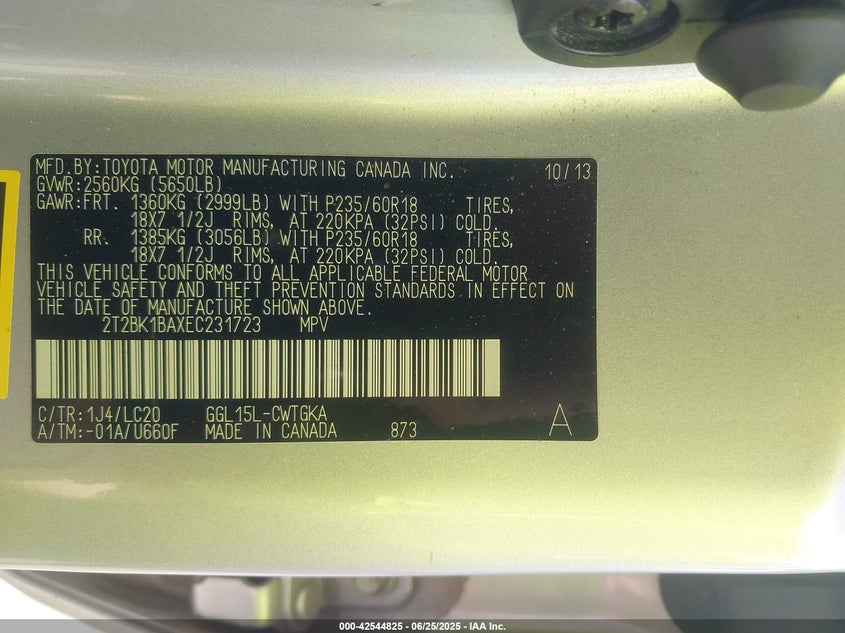 MFD.BY:TOYOTA MOTOR MANUFACTURING CANADA INC. 10/13
GVWR:2560KG (5650LB)
GAWR:FRT. 1360KG (2999LB) WITH P235/60R18 TIRES,
18X7 1/2J RIMS, AT 220KPA (32PSI) COLD.
RR. 1385KG (3056LB) WITH P235/60R18 TIRES,
18X7 1/2J RIMS, AT 220KPA (32PSI) COLD.
THIS VEHICLE CONFORMS TO ALL APPLICABLE FEDERAL MOTOR
VEHICLE SAFETY AND THEFT PREVENTION STANDARDS IN EFFECT ON
THE DATE OF MANUFACTURE SHOWN ABOVE.
2T2BK1BAXEC231723 MPV
C/TR:1J4/LC20 GGL15L-CWTGKA
A/TM:-01A/U660F MADE IN CANADA 873 A
000-42544825 / 06/25/2025 - IAA Inc.